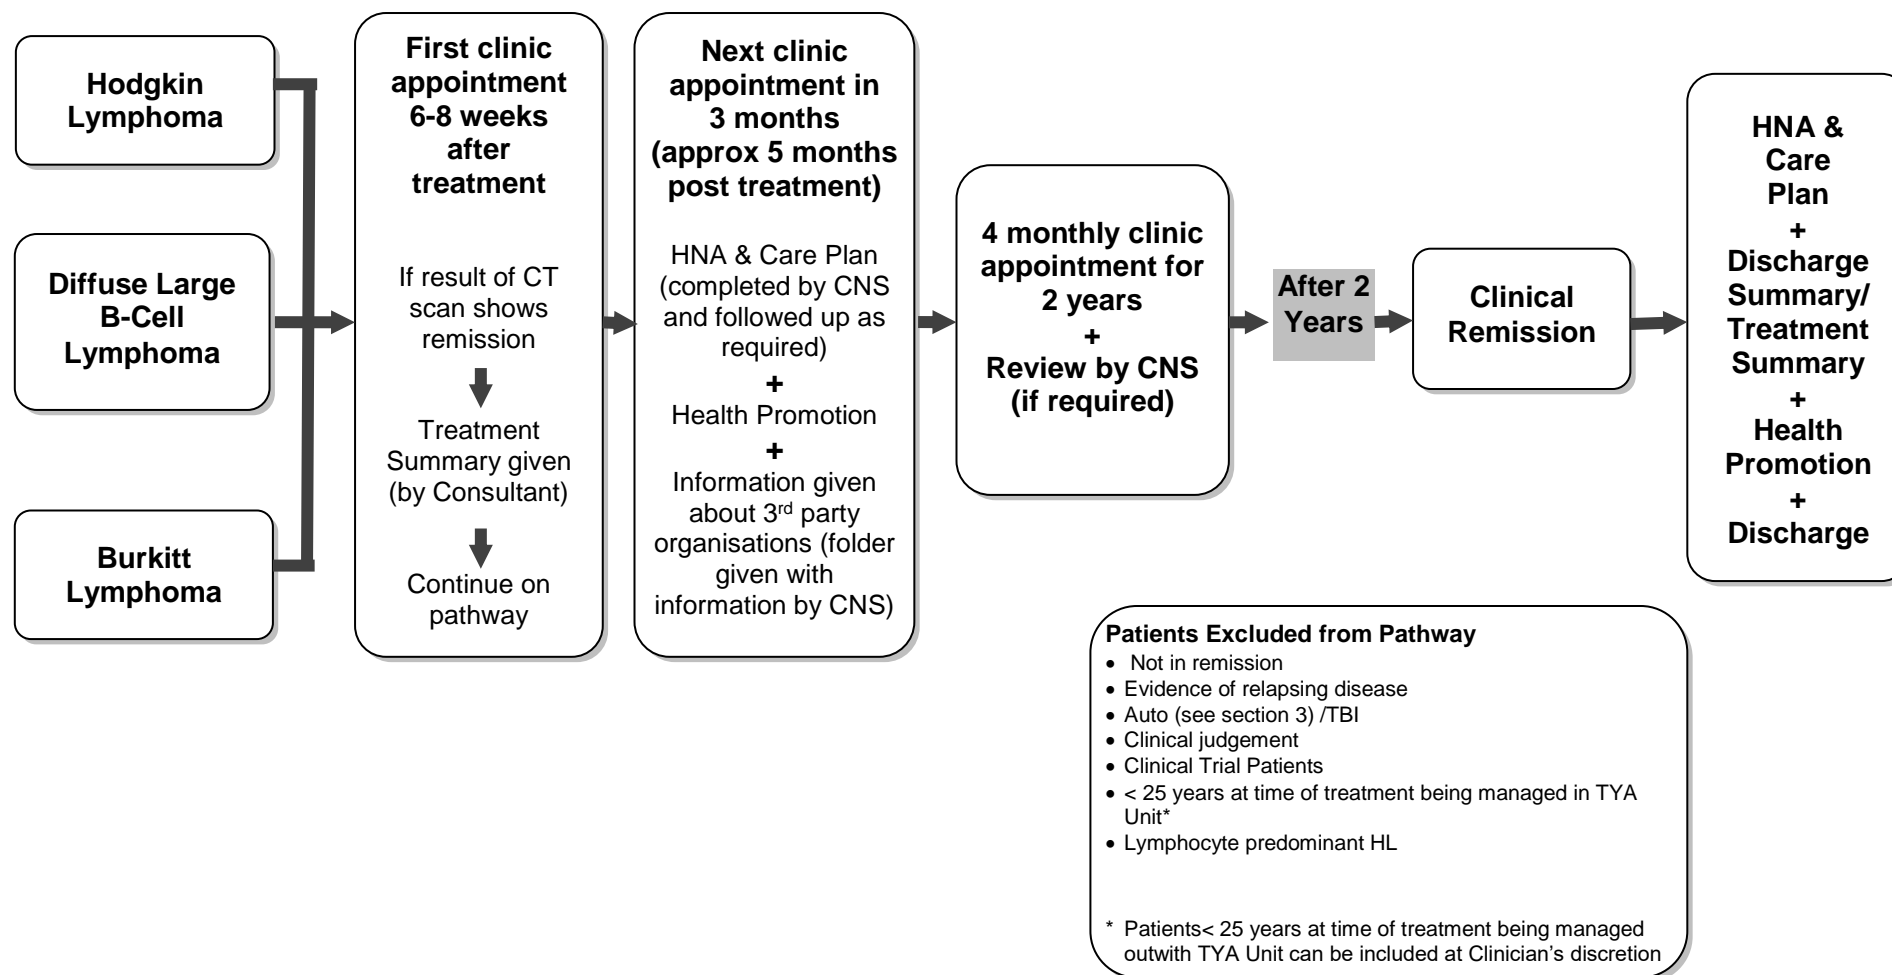 Hodgkin
Lymphoma
Diffuse Large
B-Cell
Lymphoma
Burkitt
Lymphoma
First clinic
appointment
6-8 weeks
after
treatment
If result of CT
scan shows
remission
Treatment
Summary given
(by Consultant)
Continue on
pathway
Next clinic
appointment in
3 months
(approx 5 months
post treatment)
HNA & Care Plan
(completed by CNS
and followed up as
required)
+
Health Promotion
+
Information given
about 3rd party
organisations (folder
given with
information by CNS)
4 monthly clinic
appointment for
2 years
+
Review by CNS
(if required)
After 2
Years
Clinical
Remission
HNA &
Care
Plan
+
Discharge
Summary/
Treatment
Summary
+
Health
Promotion
+
Discharge
Patients Excluded from Pathway
• Not in remission
• Evidence of relapsing disease
• Auto (see section 3) /TBI
• Clinical judgement
• Clinical Trial Patients
• < 25 years at time of treatment being managed in TYA
Unit*
• Lymphocyte predominant HL
* Patients< 25 years at time of treatment being managed
outwith TYA Unit can be included at Clinician's discretion